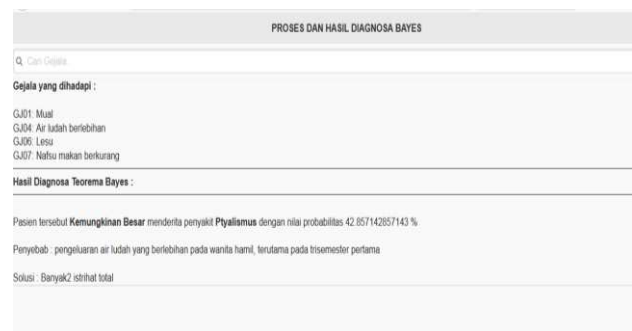 PROSES DAN HASIL DIAGNOSA BAYES
Cari Gejala
Gejala yang dihadapi :
GJ01: Mual
GJ04: Air ludah berlebihan
GJ06: Lesu
GJ07: Nafsu makan berkurang
Hasil Diagnosa Teorema Bayes :
Pasien tersebut Kemungkinan Besar menderita penyakit Ptyalismus dengan nilai probabilitas 42.857142857143 %
Penyebab : pengeluaran air ludah yang berlebihan pada wanita hamil, terutama pada trisemester pertama
Solusi : Banyak2 istrihat total